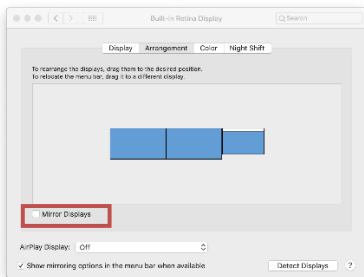 Built-in Retina Display
Search
Display Arrangement Color Night Shift
To rearrange the displays, drag them to the desired position.
To relocate the menu bar, drag it to a different display.
Mirror Displays
AirPlay Display: Off
Show mirroring options in the menu bar when available
Detect Displays ?